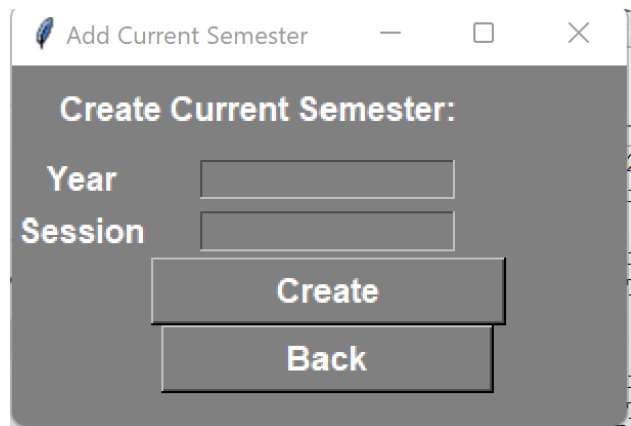 Add Current Semester
Create Current Semester:
Year
Session
Create
Back